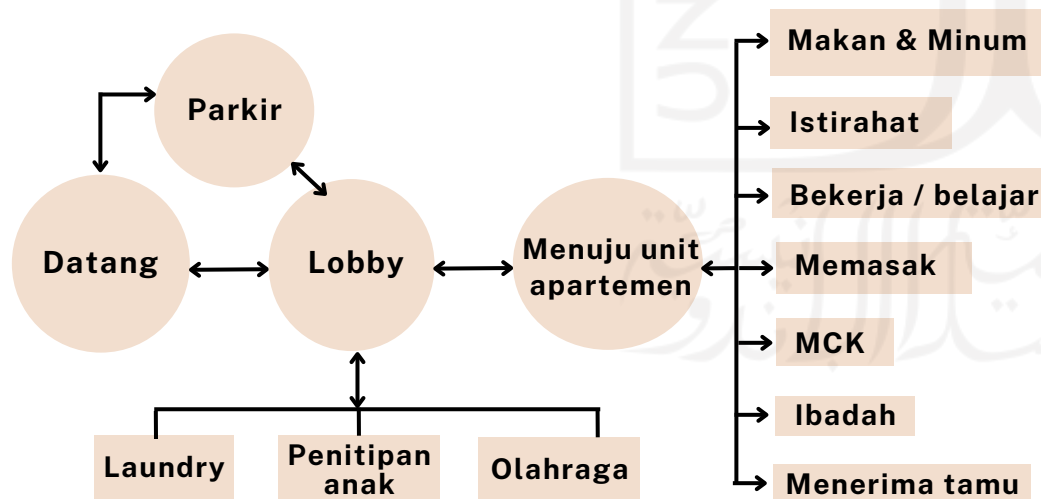 Parkir
Datang
Lobby
Menuju unit
apartemen
Makan & Minum
Istirahat
Bekerja / belajar
Memasak
MCK
Ibadah
Menerima tamu
Laundry
Penitipan
anak
Olahraga